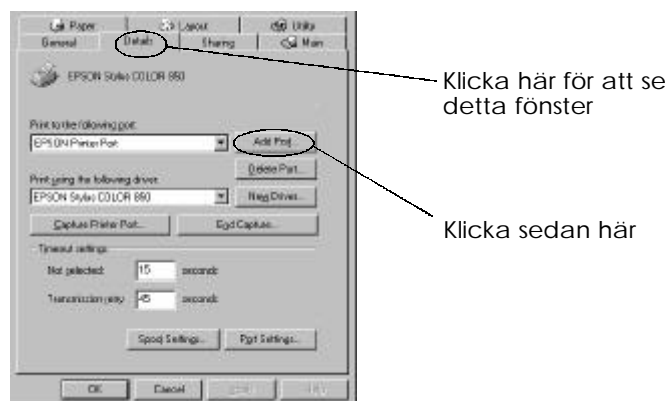 Paper Layout Utility
General Details Sharing Main
EPSON Stylus COLOR 850
Klicka här för att se
detta fönster
Print to the following port:
EPSON Printer Port Add Port...
Delete Port...
Print using the following driver:
EPSON Stylus COLOR 850 New Driver...
Capture Printer Port... End Capture...
Klicka sedan här
Timeout settings
Not selected: 15 seconds
Transmission retry: 45 seconds
Spool Settings... Port Settings...
OK Cancel